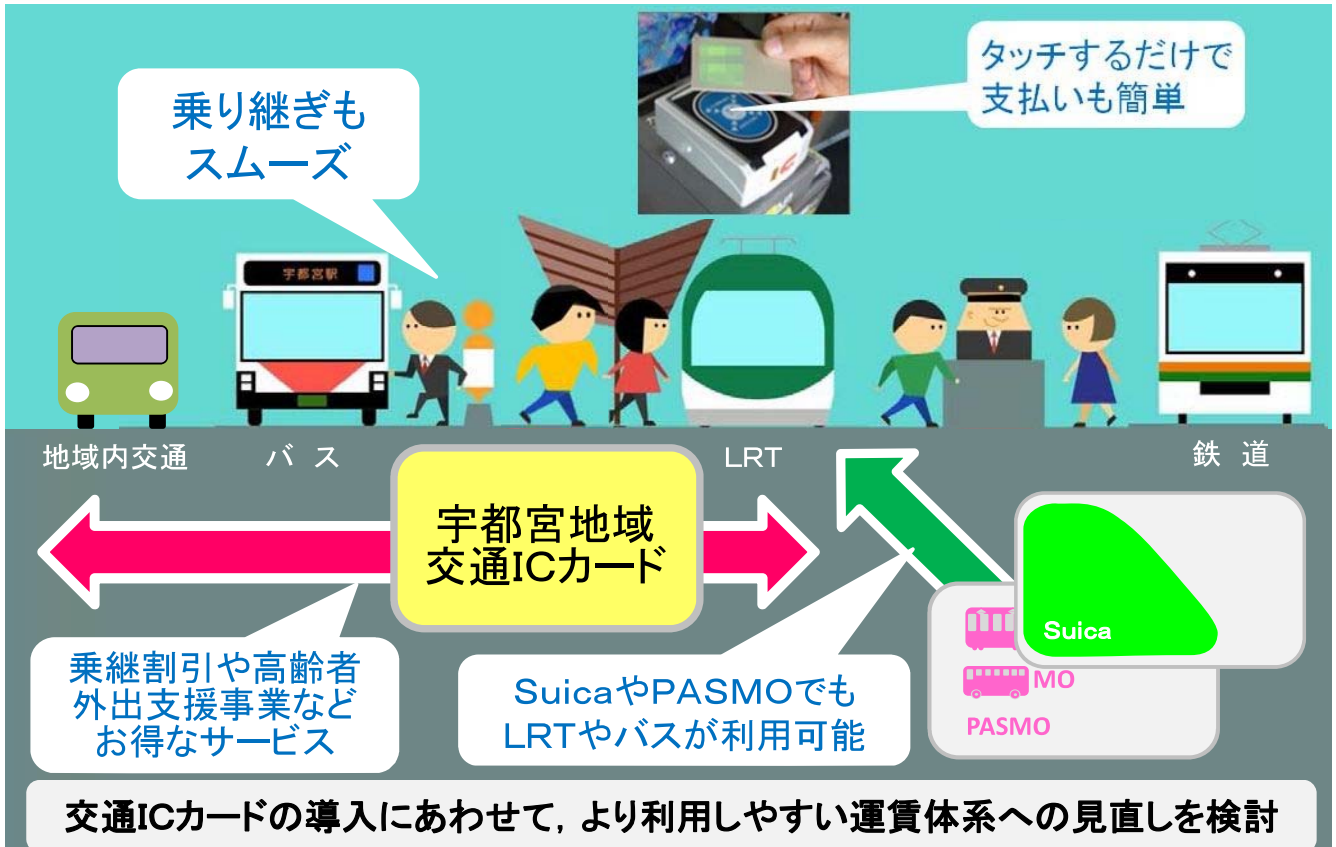 乗り継ぎも
スムーズ
タッチするだけで
支払いも簡単
IC
宇都宮駅
地域内交通
バス
LRT
鉄道
宇都宮地域
交通ICカード
Suica
MO
PASMO
乗継割引や高齢者
外出支援事業など
お得なサービス
SuicaやPASMOでも
LRTやバスが利用可能
交通ICカードの導入にあわせて，より利用しやすい運賃体系への見直しを検討